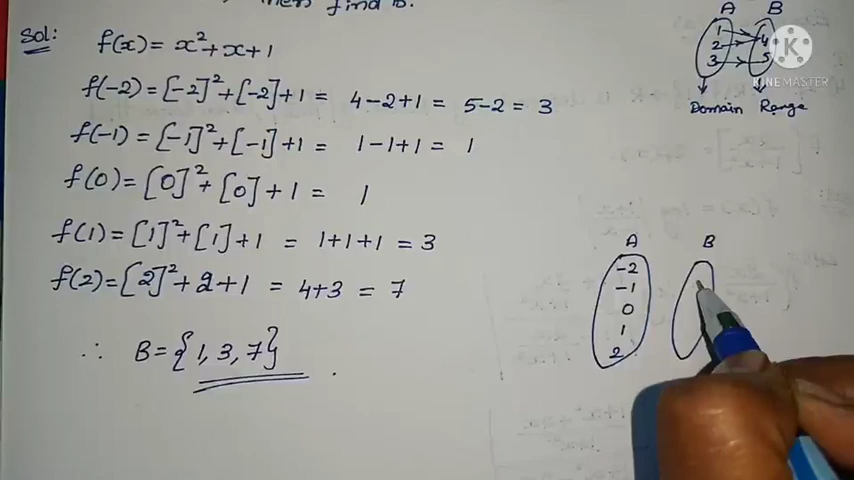 then find B.
Sol:
f(x) = x² + x + 1
f(-2) = [-2]² + [-2] + 1 = 4 - 2 + 1 = 5 - 2 = 3
f(-1) = [-1]² + [-1] + 1 = 1 - 1 + 1 = 1
f(0) = [0]² + [0] + 1 = 1
f(1) = [1]² + [1] + 1 = 1 + 1 + 1 = 3
f(2) = [2]² + 2 + 1 = 4 + 3 = 7
∴ B = {1, 3, 7}.
A B
1 4
2
3 5
Domain Range
KINEMASTER
A B
-2
-1
0
1
2